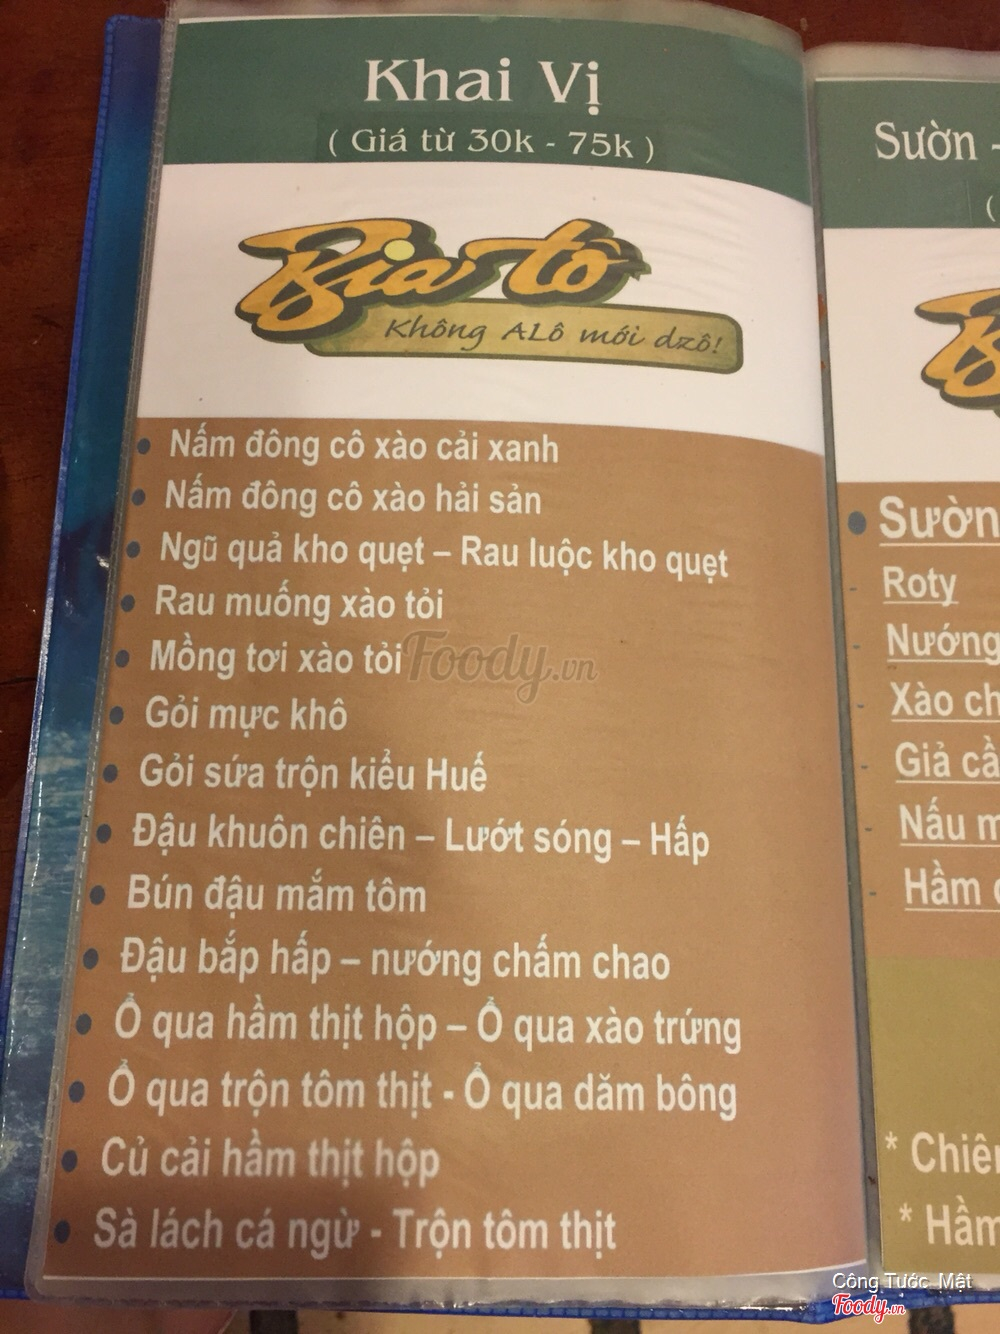 Khai Vị
( Giá từ 30k - 75k )
Bia tô
Không ALô mới dzô!
Nấm đông cô xào cải xanh
Nấm đông cô xào hải sản
Ngũ quả kho quẹt – Rau luộc kho quẹt
Rau muống xào tỏi
Mồng tơi xào tỏi
Gỏi mực khô
Gỏi sứa trộn kiểu Huế
Đậu khuôn chiên – Lướt sóng – Hấp
Bún đậu mắm tôm
Đậu bắp hấp – nướng chấm chao
Ổ qua hầm thịt hộp – Ổ qua xào trứng
Ổ qua trộn tôm thịt - Ổ qua dăm bông
Củ cải hầm thịt hộp
Sà lách cá ngừ - Trộn tôm thịt
Foody.vn
Sườn -
(
Sườn
- Roty
- Nướng
- Xào
- Giả
- Nấu
- Hầm
* Chiên
* Hầm
Công Tước Mật
Foody.vn